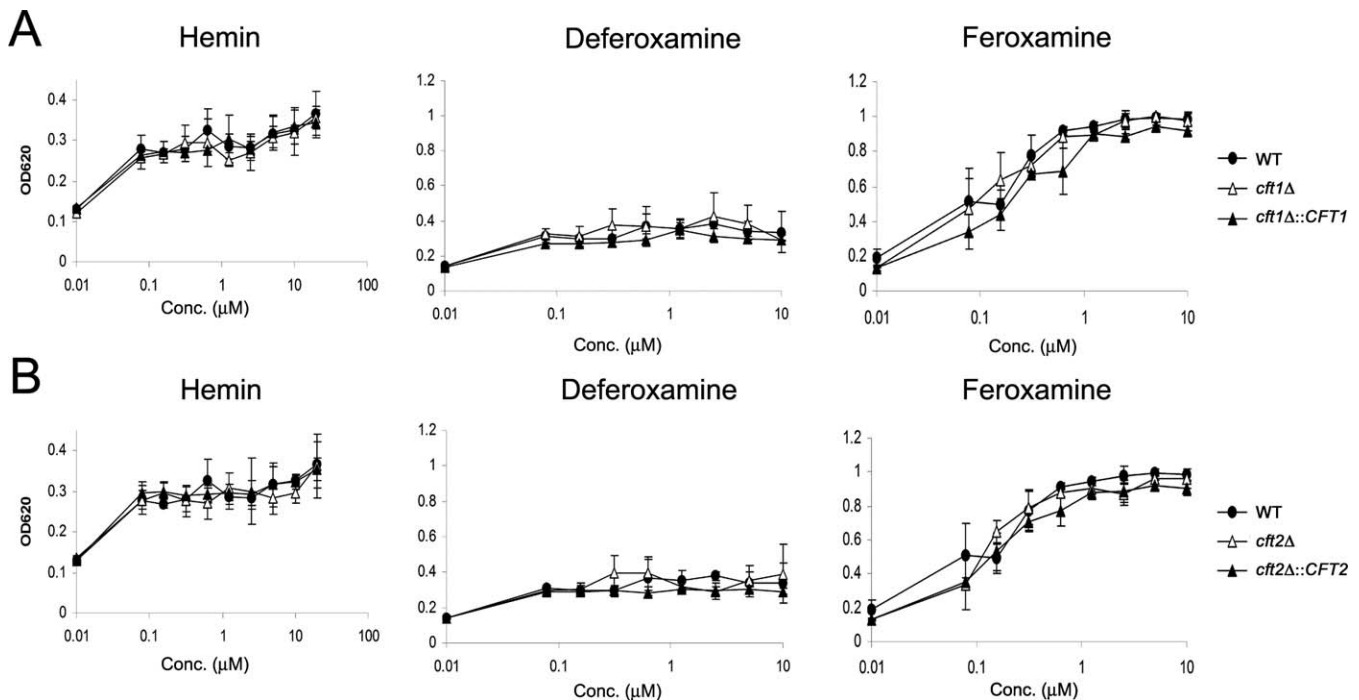 A
Hemin
Deferoxamine
Feroxamine
OD620
0.4
0.3
0.2
0.1
0
0.01 0.1 1 10 100
Conc. (μM)
1.2
1
0.8
0.6
0.4
0.2
0
0.01 0.1 1 10
Conc. (μM)
1.2
1
0.8
0.6
0.4
0.2
0
0.01 0.1 1 10
Conc. (μM)
WT
cft1Δ
cft1Δ::CFT1
B
Hemin
Deferoxamine
Feroxamine
OD620
0.4
0.3
0.2
0.1
0
0.01 0.1 1 10 100
Conc. (μM)
1.2
1
0.8
0.6
0.4
0.2
0
0.01 0.1 1 10
Conc. (μM)
1.2
1
0.8
0.6
0.4
0.2
0
0.01 0.1 1 10
Conc. (μM)
WT
cft2Δ
cft2Δ::CFT2